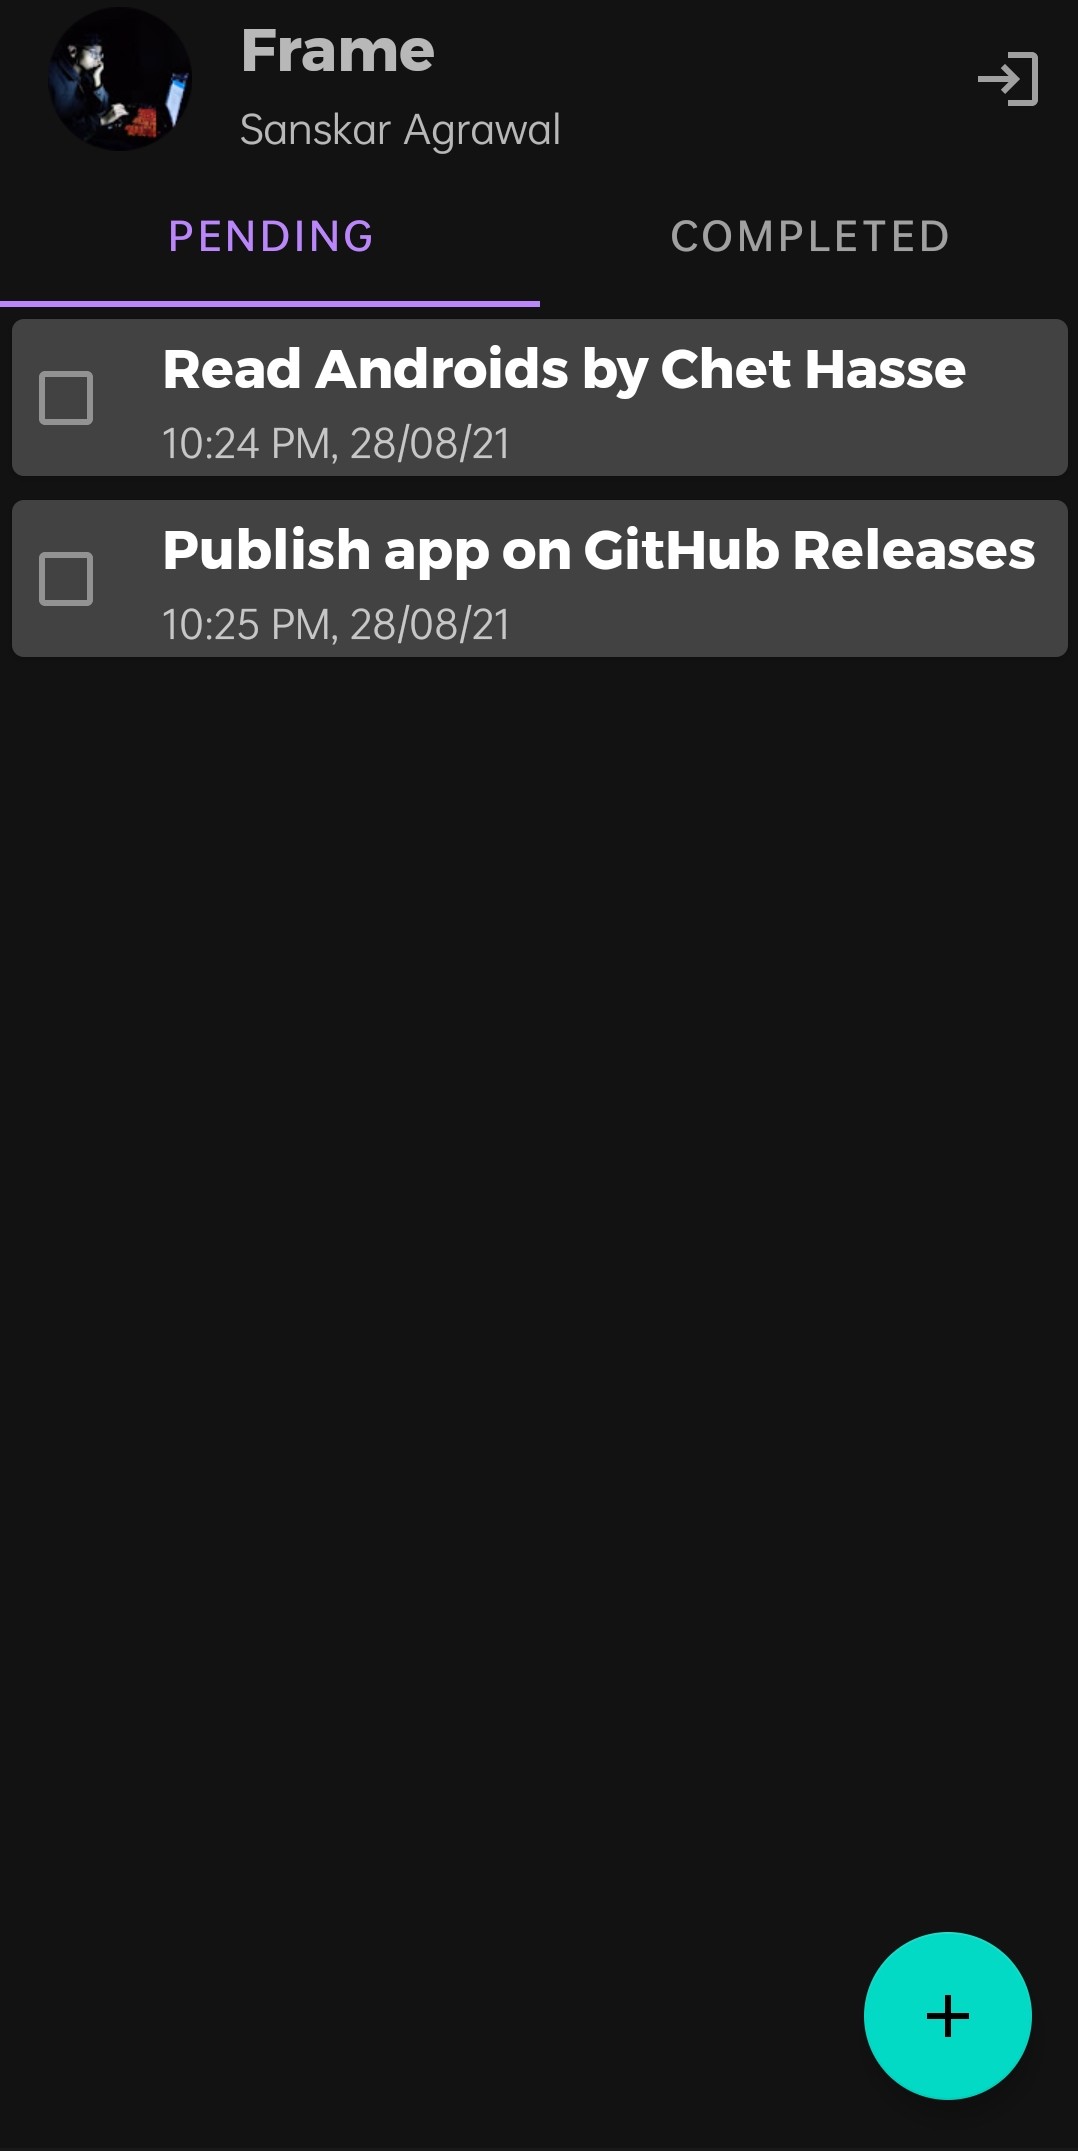 Frame
Sanskar Agrawal
PENDING
COMPLETED
Read Androids by Chet Hasse
10:24 PM, 28/08/21
Publish app on GitHub Releases
10:25 PM, 28/08/21